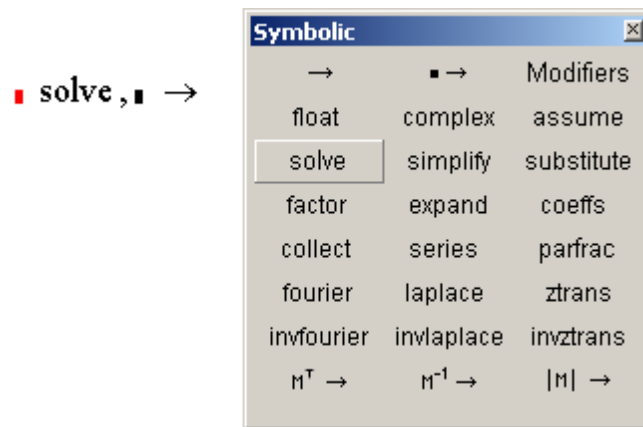 ▪ solve ,▪ →
Symbolic
→ ▪ → Modifiers
float complex assume
solve simplify substitute
factor expand coeffs
collect series parfrac
fourier laplace ztrans
invfourier invlaplace invztrans
Mᵀ → M⁻¹ → |M| →